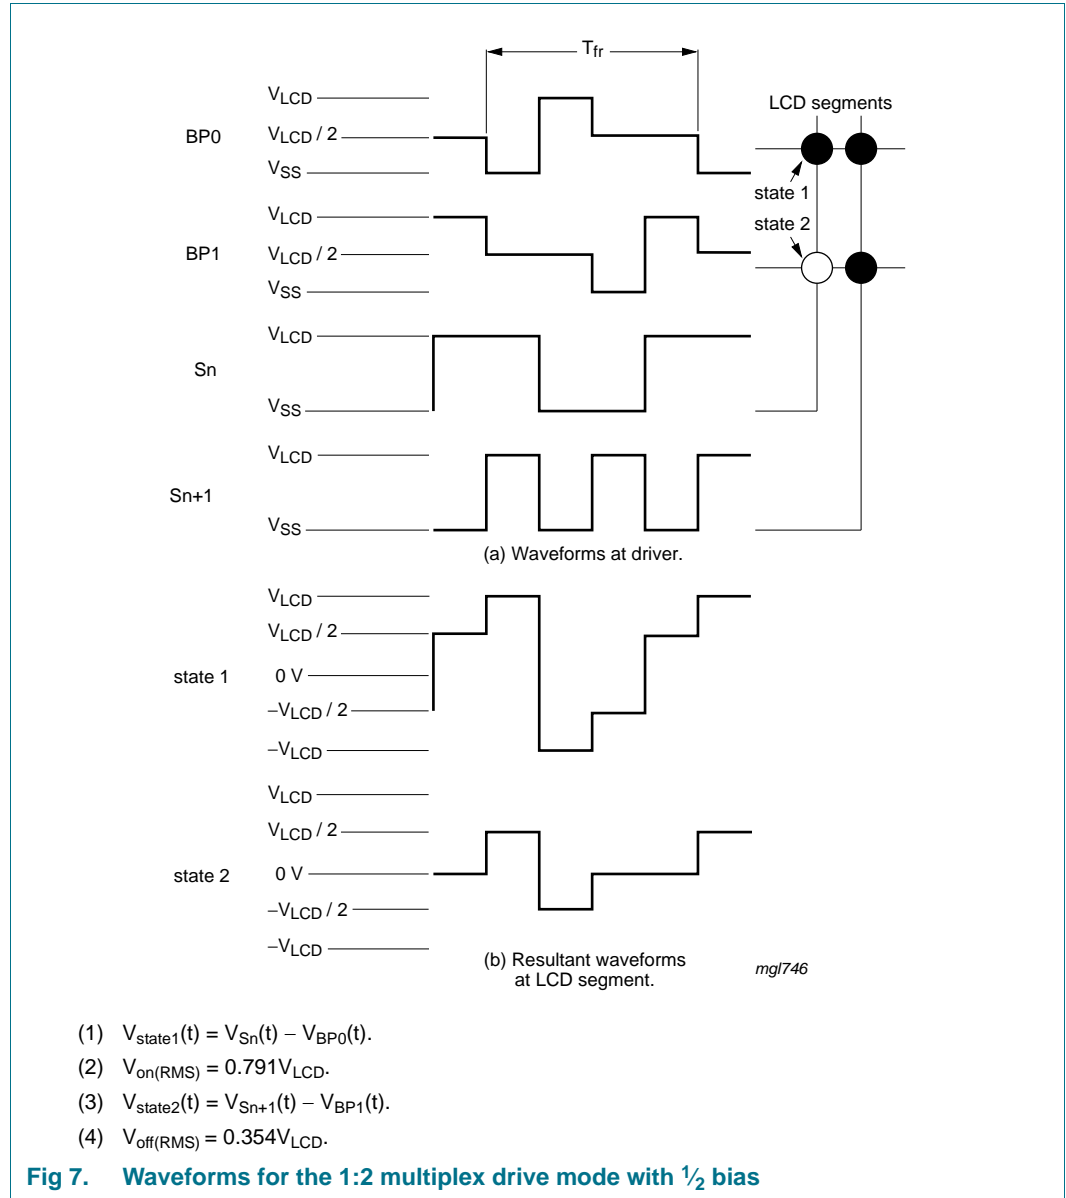 Tfr
VLCD
LCD segments
BP0
VLCD / 2
VSS
state 1
VLCD
state 2
BP1
VLCD / 2
VSS
VLCD
Sn
VSS
VLCD
Sn+1
VSS
(a) Waveforms at driver.
VLCD
VLCD / 2
state 1
0 V
−VLCD / 2
−VLCD
VLCD
VLCD / 2
state 2
0 V
−VLCD / 2
−VLCD
(b) Resultant waveforms
at LCD segment.
mgl746
(1) Vstate1(t) = VSn(t) − VBP0(t).
(2) Von(RMS) = 0.791VLCD.
(3) Vstate2(t) = VSn+1(t) − VBP1(t).
(4) Voff(RMS) = 0.354VLCD.
Fig 7. Waveforms for the 1:2 multiplex drive mode with 1⁄2 bias